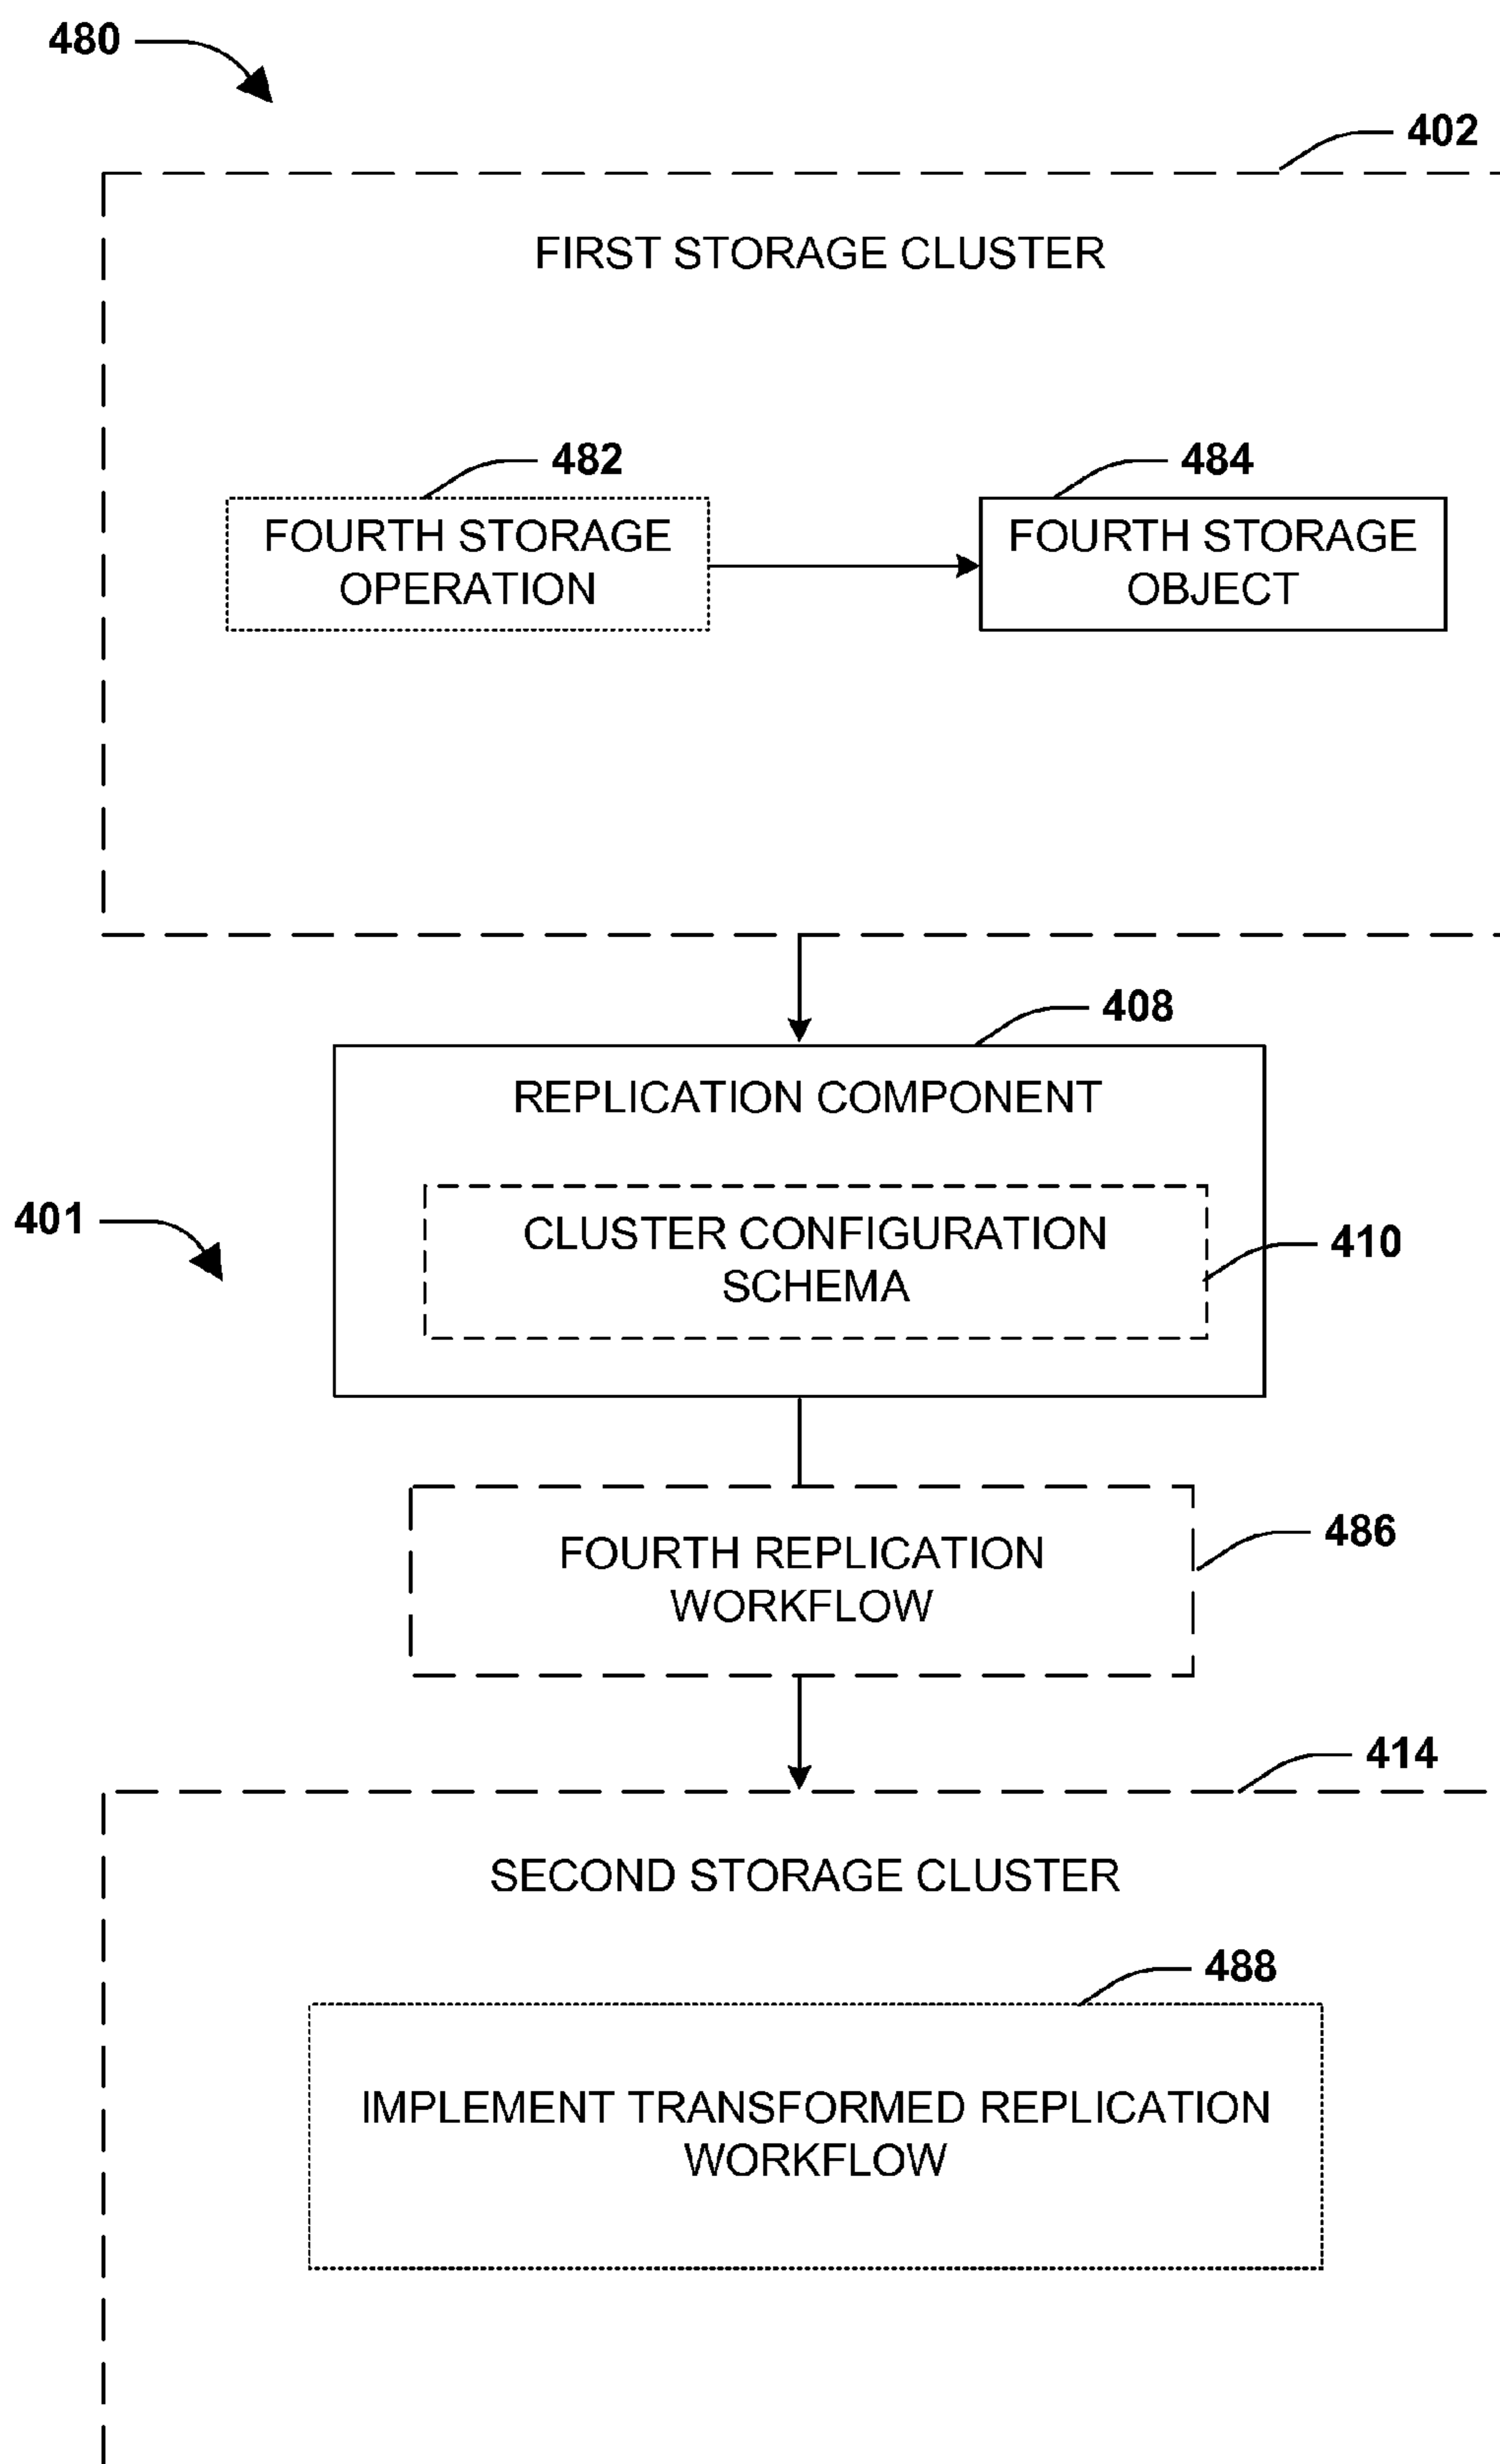 480
402
FIRST STORAGE CLUSTER
482
484
FOURTH STORAGE
OPERATION
FOURTH STORAGE
OBJECT
408
REPLICATION COMPONENT
401
CLUSTER CONFIGURATION
SCHEMA
410
FOURTH REPLICATION
WORKFLOW
486
414
SECOND STORAGE CLUSTER
488
IMPLEMENT TRANSFORMED REPLICATION
WORKFLOW